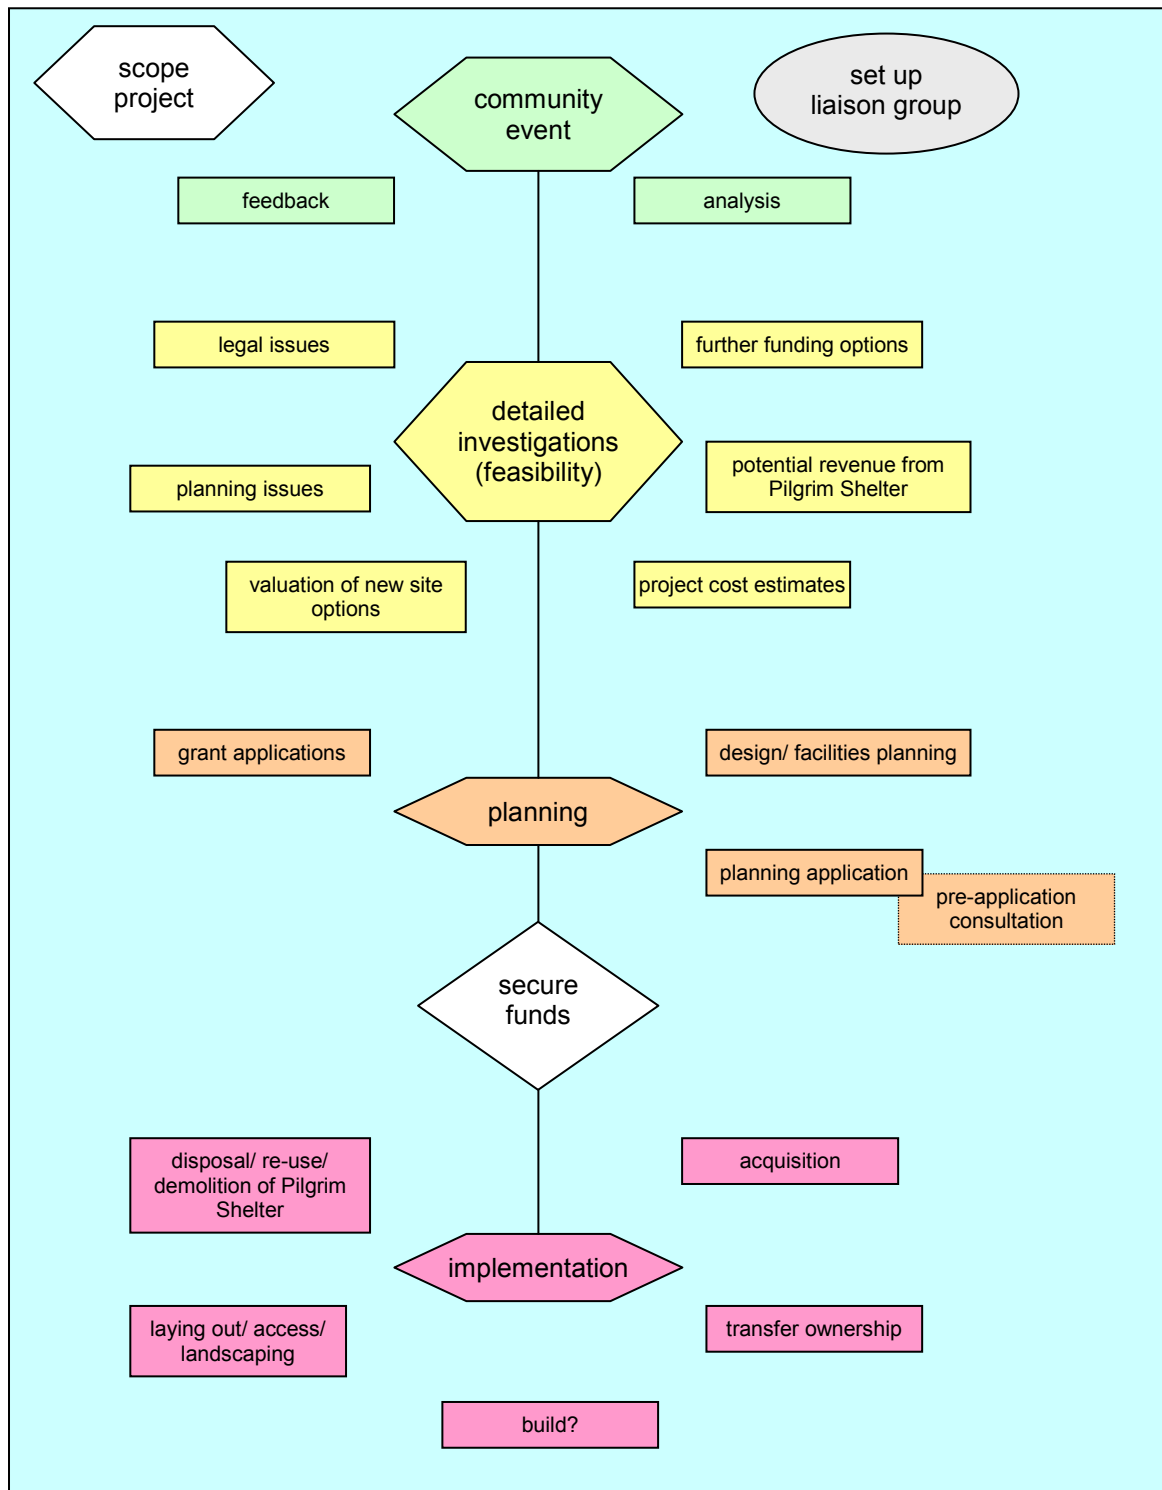 scope
project
community
event
set up
liaison group
feedback
analysis
legal issues
further funding options
detailed
investigations
(feasibility)
potential revenue from
Pilgrim Shelter
planning issues
valuation of new site
options
project cost estimates
grant applications
design/ facilities planning
planning
planning application
pre-application
consultation
secure
funds
disposal/ re-use/
demolition of Pilgrim
Shelter
acquisition
implementation
laying out/ access/
landscaping
transfer ownership
build?